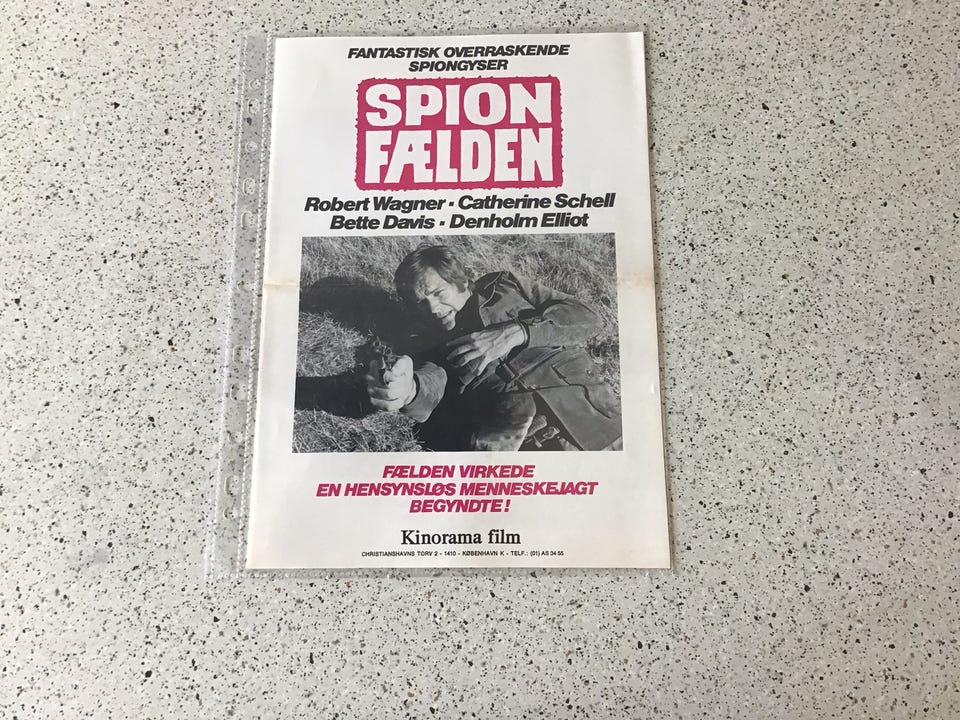 FANTASTISK OVERRASKENDE
SPIONGYSER
SPION
FÆLDEN
Robert Wagner · Catherine Schell
Bette Davis · Denholm Elliot
FÆLDEN VIRKEDE
EN HENSYNSLØS MENNESKEJAGT
BEGYNDTE!
Kinorama film
CHRISTIANSHAVNS TORV 2 - 1410 - KØBENHAVN K - TELF.: (01) AS 34 55